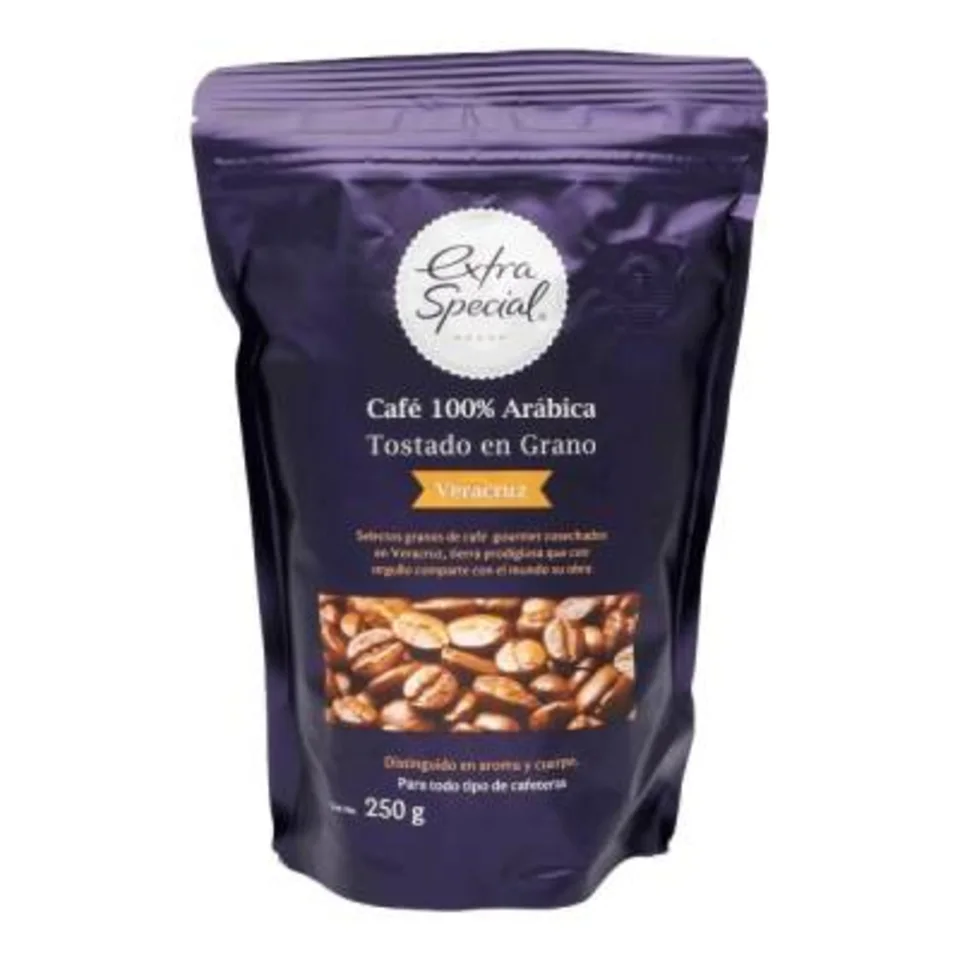 extra
Special®
Café 100% Arábica
Tostado en Grano
Veracruz
Selectos granos de café gourmet cosechados
en Veracruz, tierra prodigiosa que con
orgullo comparte con el mundo su obra.
Distinguido en aroma y cuerpo.
Para todo tipo de cafeteras
250 g